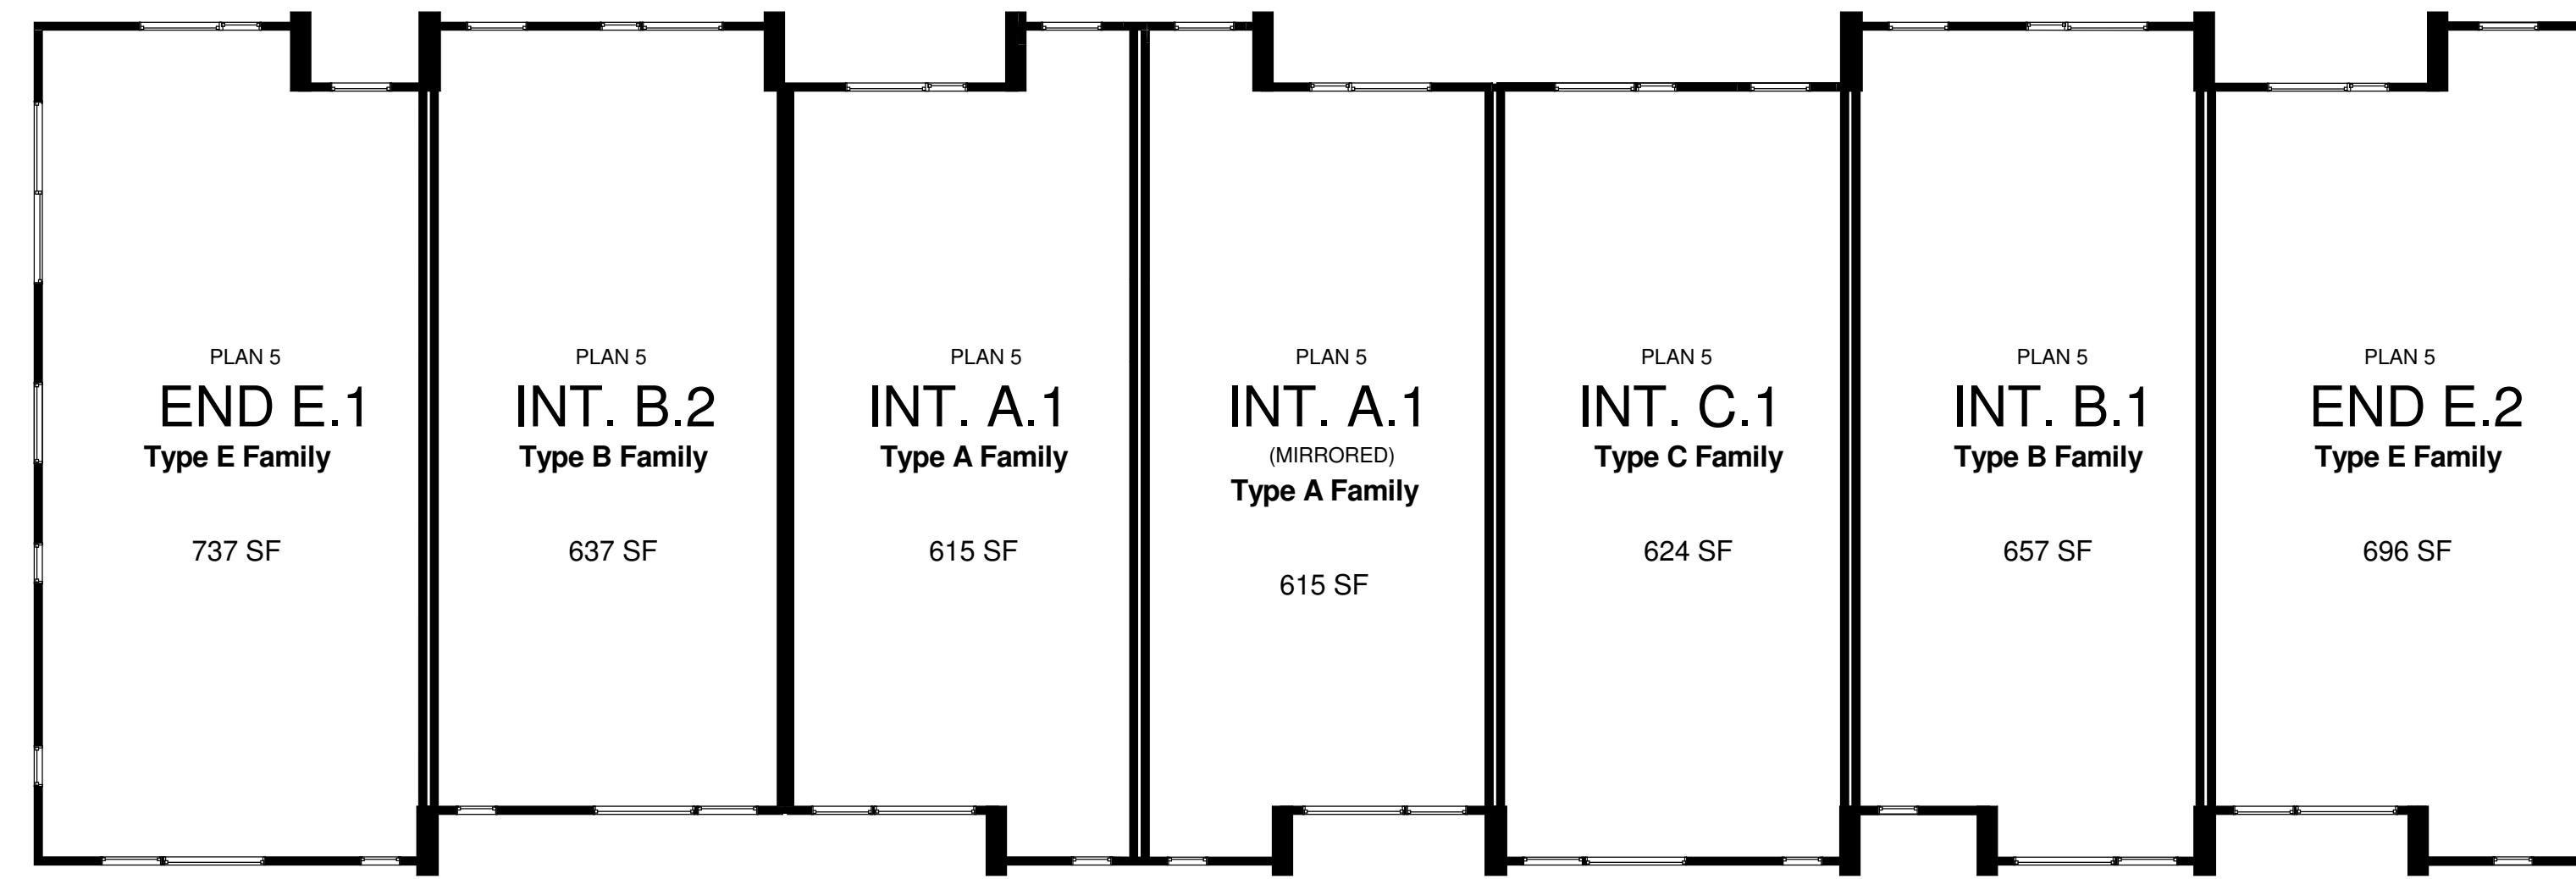 PLAN 5
END E.1
Type E Family
737 SF
PLAN 5
INT. B.2
Type B Family
637 SF
PLAN 5
INT. A.1
Type A Family
615 SF
PLAN 5
INT. A.1
(MIRRORED)
Type A Family
615 SF
PLAN 5
INT. C.1
Type C Family
624 SF
PLAN 5
INT. B.1
Type B Family
657 SF
PLAN 5
END E.2
Type E Family
696 SF